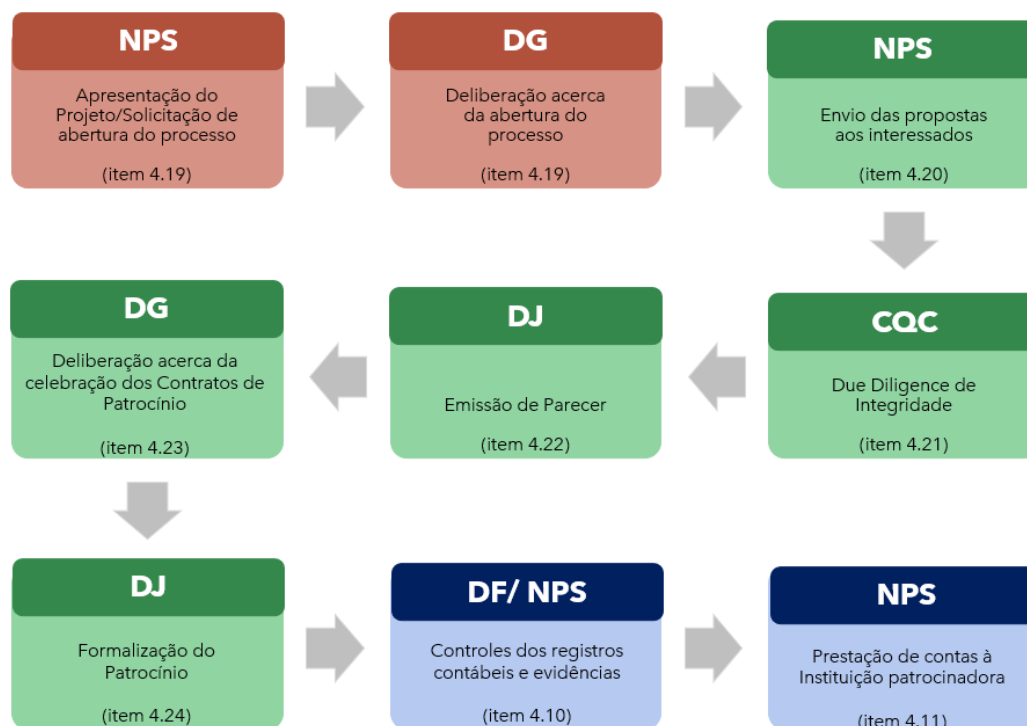 NPS
Apresentação do
Projeto/Solicitação de
abertura do processo
(item 4.19)
DG
Deliberação acerca
da abertura do
processo
(item 4.19)
NPS
Envio das propostas
aos interessados
(item 4.20)
CQC
Due Diligence de
Integridade
(item 4.21)
DJ
Emissão de Parecer
(item 4.22)
DG
Deliberação acerca da
celebração dos Contratos de
Patrocínio
(item 4.23)
DJ
Formalização do
Patrocínio
(item 4.24)
DF/ NPS
Controles dos registros
contábeis e evidências
(item 4.10)
NPS
Prestação de contas à
Instituição patrocinadora
(item 4.11)